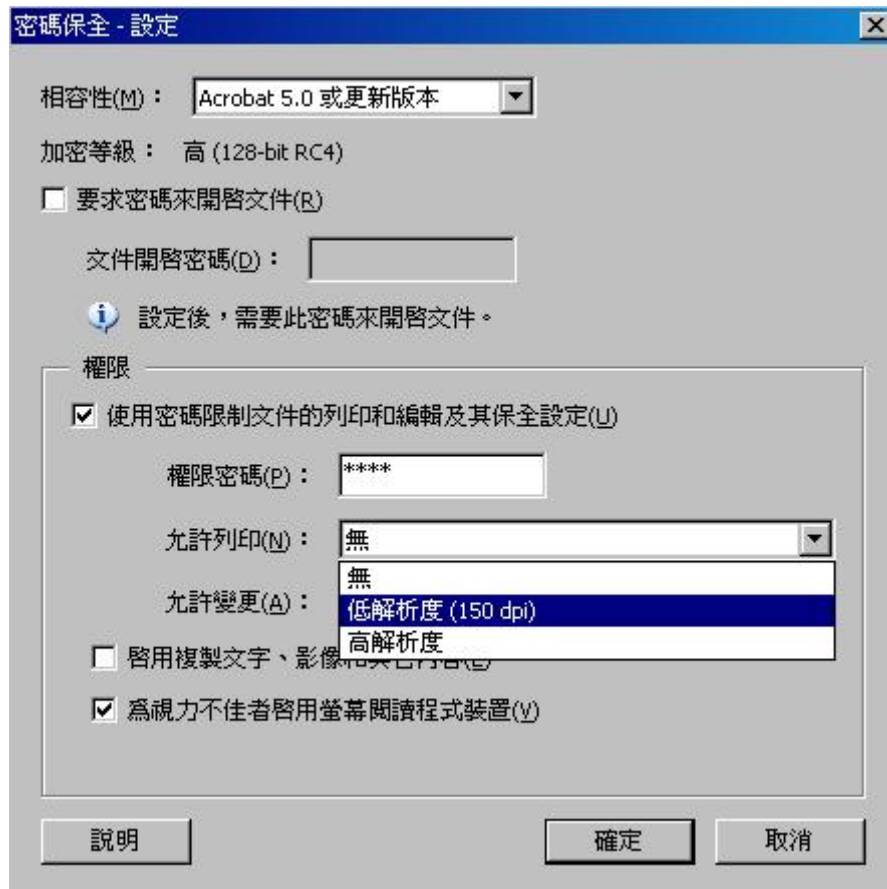 密碼保全 - 設定
相容性(M)： Acrobat 5.0 或更新版本
加密等級： 高 (128-bit RC4)
要求密碼來開啓文件(R)
文件開啓密碼(D)：
設定後，需要此密碼來開啓文件。
權限
使用密碼限制文件的列印和編輯及其保全設定(U)
權限密碼(P)： ****
允許列印(N)： 無
無
允許變更(A)： 低解析度 (150 dpi)
高解析度
啓用複製文字、影像
爲視力不佳者啓用螢幕閱讀程式裝置(V)
說明 確定 取消